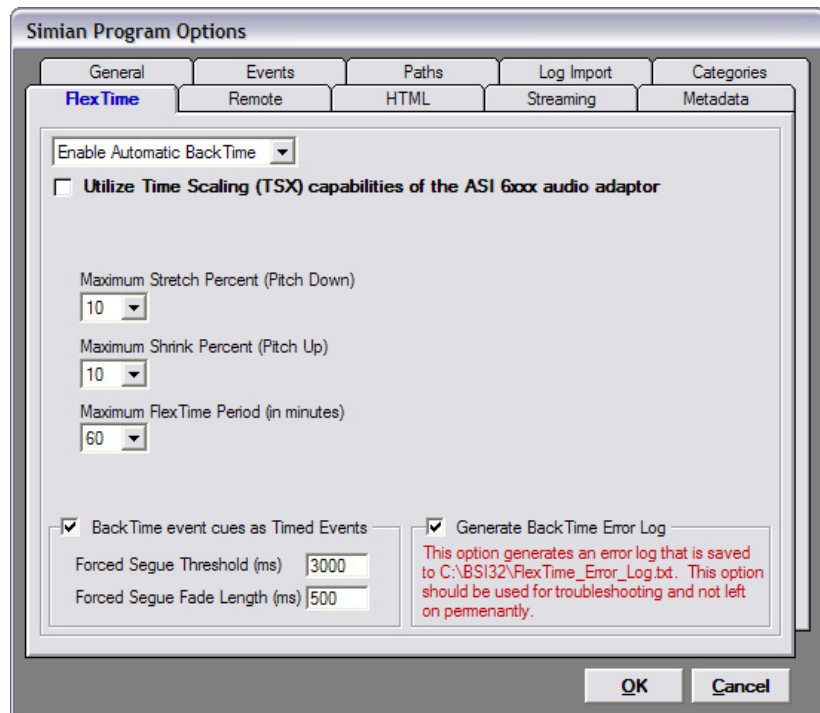 Simian Program Options
General Events Paths Log Import Categories
FlexTime Remote HTML Streaming Metadata
Enable Automatic BackTime
Utilize Time Scaling (TSX) capabilities of the ASI 6xxx audio adaptor
Maximum Stretch Percent (Pitch Down)
10
Maximum Shrink Percent (Pitch Up)
10
Maximum FlexTime Period (in minutes)
60
BackTime event cues as Timed Events
Forced Segue Threshold (ms) 3000
Forced Segue Fade Length (ms) 500
Generate BackTime Error Log
This option generates an error log that is saved
to C:\BSI32\FlexTime_Error_Log.txt. This option
should be used for troubleshooting and not left
on permenantly.
OK Cancel